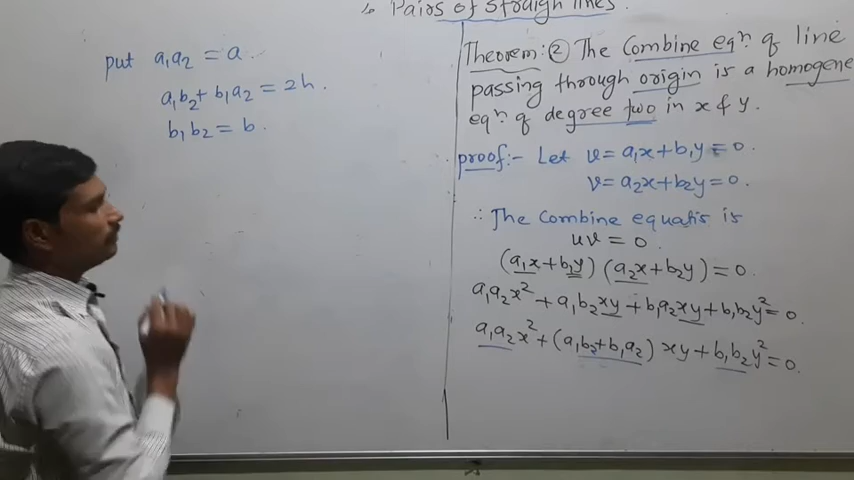 Pairs of straigh lines.
put a₁a₂ = a.
a₁b₂+ b₁a₂ = 2h.
b₁b₂ = b.
Theorem:② The Combine eqⁿ. of line
passing through origin is a homogene
eqⁿ. of degree two in x & y.
proof:- Let v = a₁x+b₁y = 0.
v = a₂x+b₂y = 0.
∴ The Combine equatis is
uv = 0.
(a₁x+b₁y) (a₂x+b₂y) = 0.
a₁a₂x² + a₁b₂xy + b₁a₂xy + b₁b₂y² = 0.
a₁a₂x² + (a₁b₂+b₁a₂) xy + b₁b₂y² = 0.